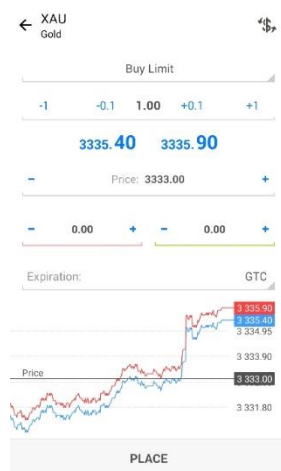 XAU
Gold
Buy Limit
-1 -0.1 1.00 +0.1 +1
3335.40 3335.90
- Price: 3333.00 +
- 0.00 + - 0.00 +
Expiration: GTC
3 335.90
3 335.40
3 334.95
3 333.90
Price 3 333.00
3 331.80
PLACE